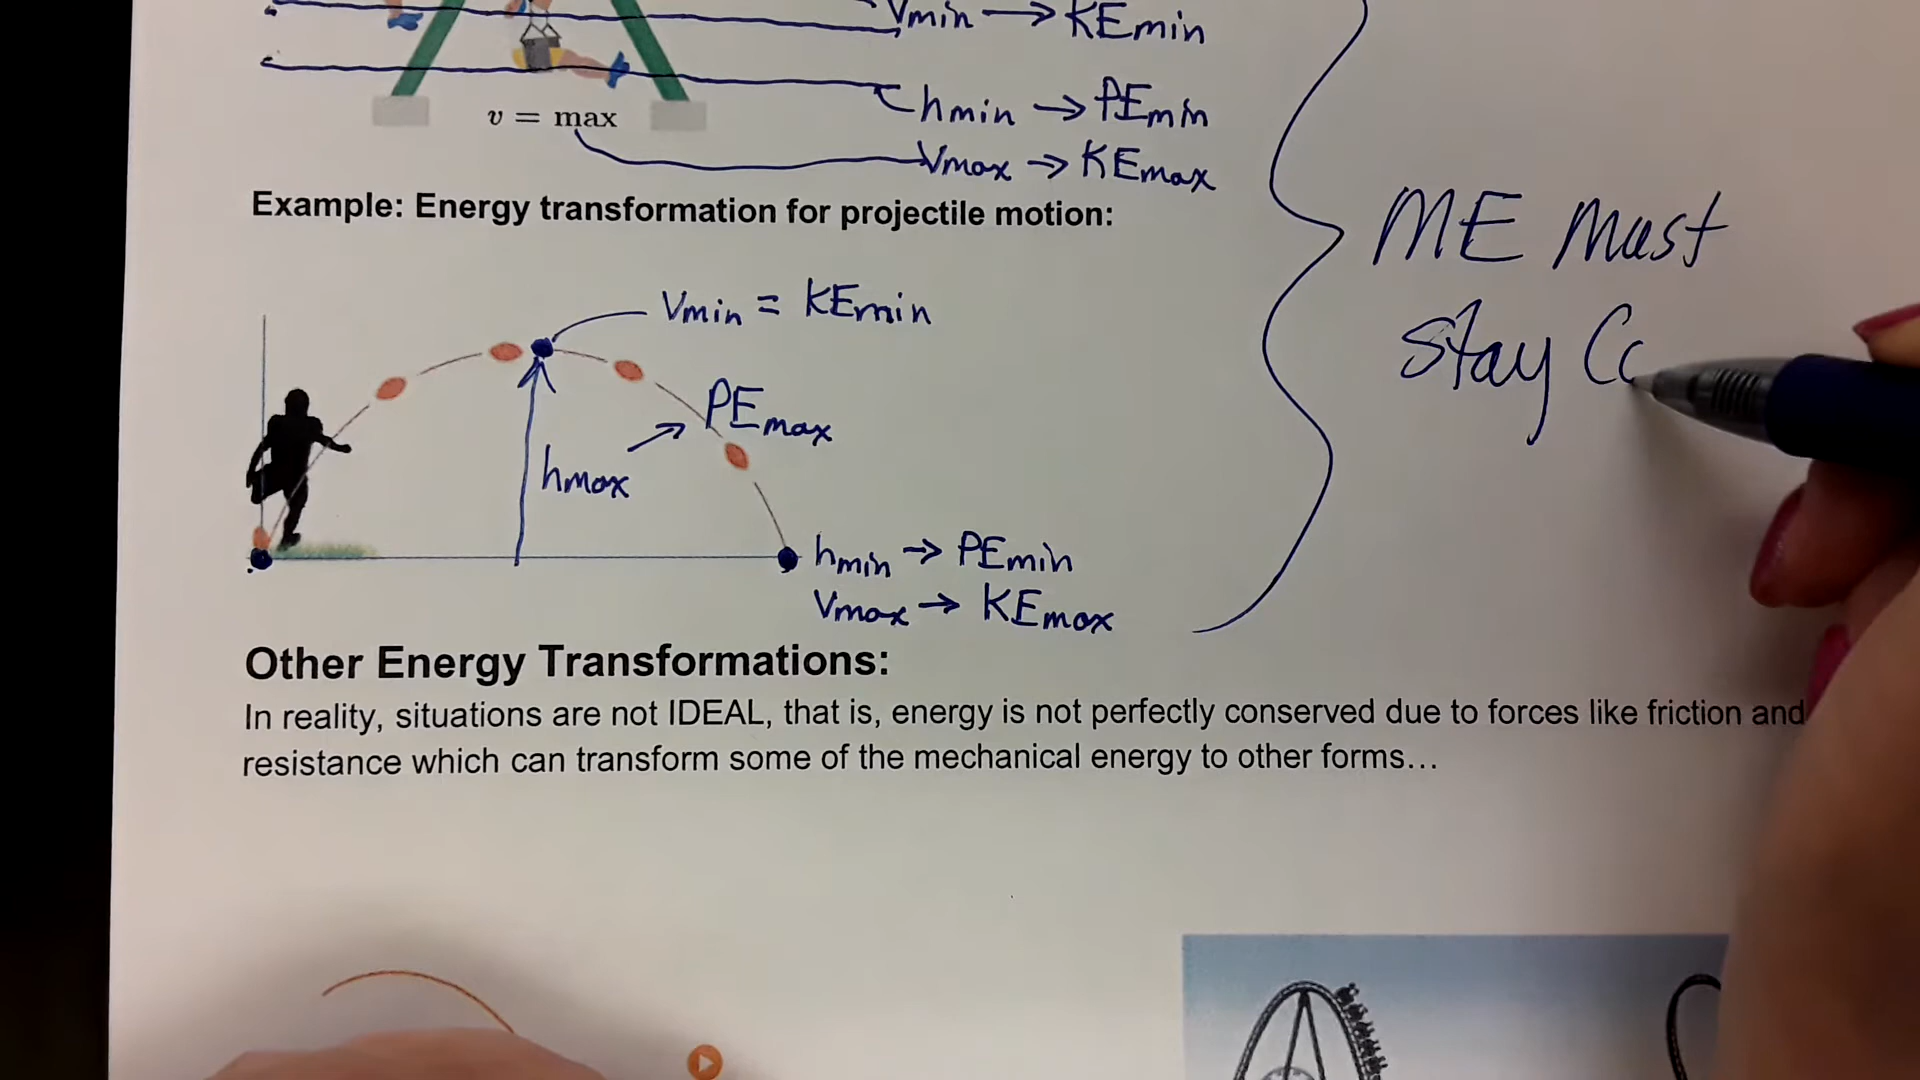 Vmin → KEmin
hmin → PEmin
v = max
Vmax → KEmax
Example: Energy transformation for projectile motion:
ME Must
Stay Co
Vmin = KEmin
PEmax
hmax
hmin → PEmin
Vmax → KEmax
Other Energy Transformations:
In reality, situations are not IDEAL, that is, energy is not perfectly conserved due to forces like friction and
resistance which can transform some of the mechanical energy to other forms…